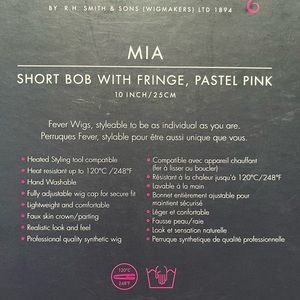 BY R.H. SMITH & SONS (WIGMAKERS) LTD 1894
MIA
SHORT BOB WITH FRINGE, PASTEL PINK
10 INCH/25CM
Fever Wigs, styleable to be as individual as you are.
Perruques Fever, stylable pour être aussi unique que vous.
• Heated Styling tool compatible
• Heat resistant up to 120°C /248°F
• Hand Washable
• Fully adjustable wig cap for secure fit
• Lightweight and comfortable
• Faux skin crown/parting
• Realistic look and feel
• Professional quality synthetic wig
• Compatible avec appareil chauffant
(fer à lisser ou boucler)
• Résistant à la chaleur jusqu'à 120°C/248°F
• Lavable à la main
• Bonnet entièrement ajustable pour
maintient sécurisé
• Léger et confortable
• Fausse peau/raie
• Look et sensation naturels
• Perruque synthetique de qualité professionnelle
120°C
248°F